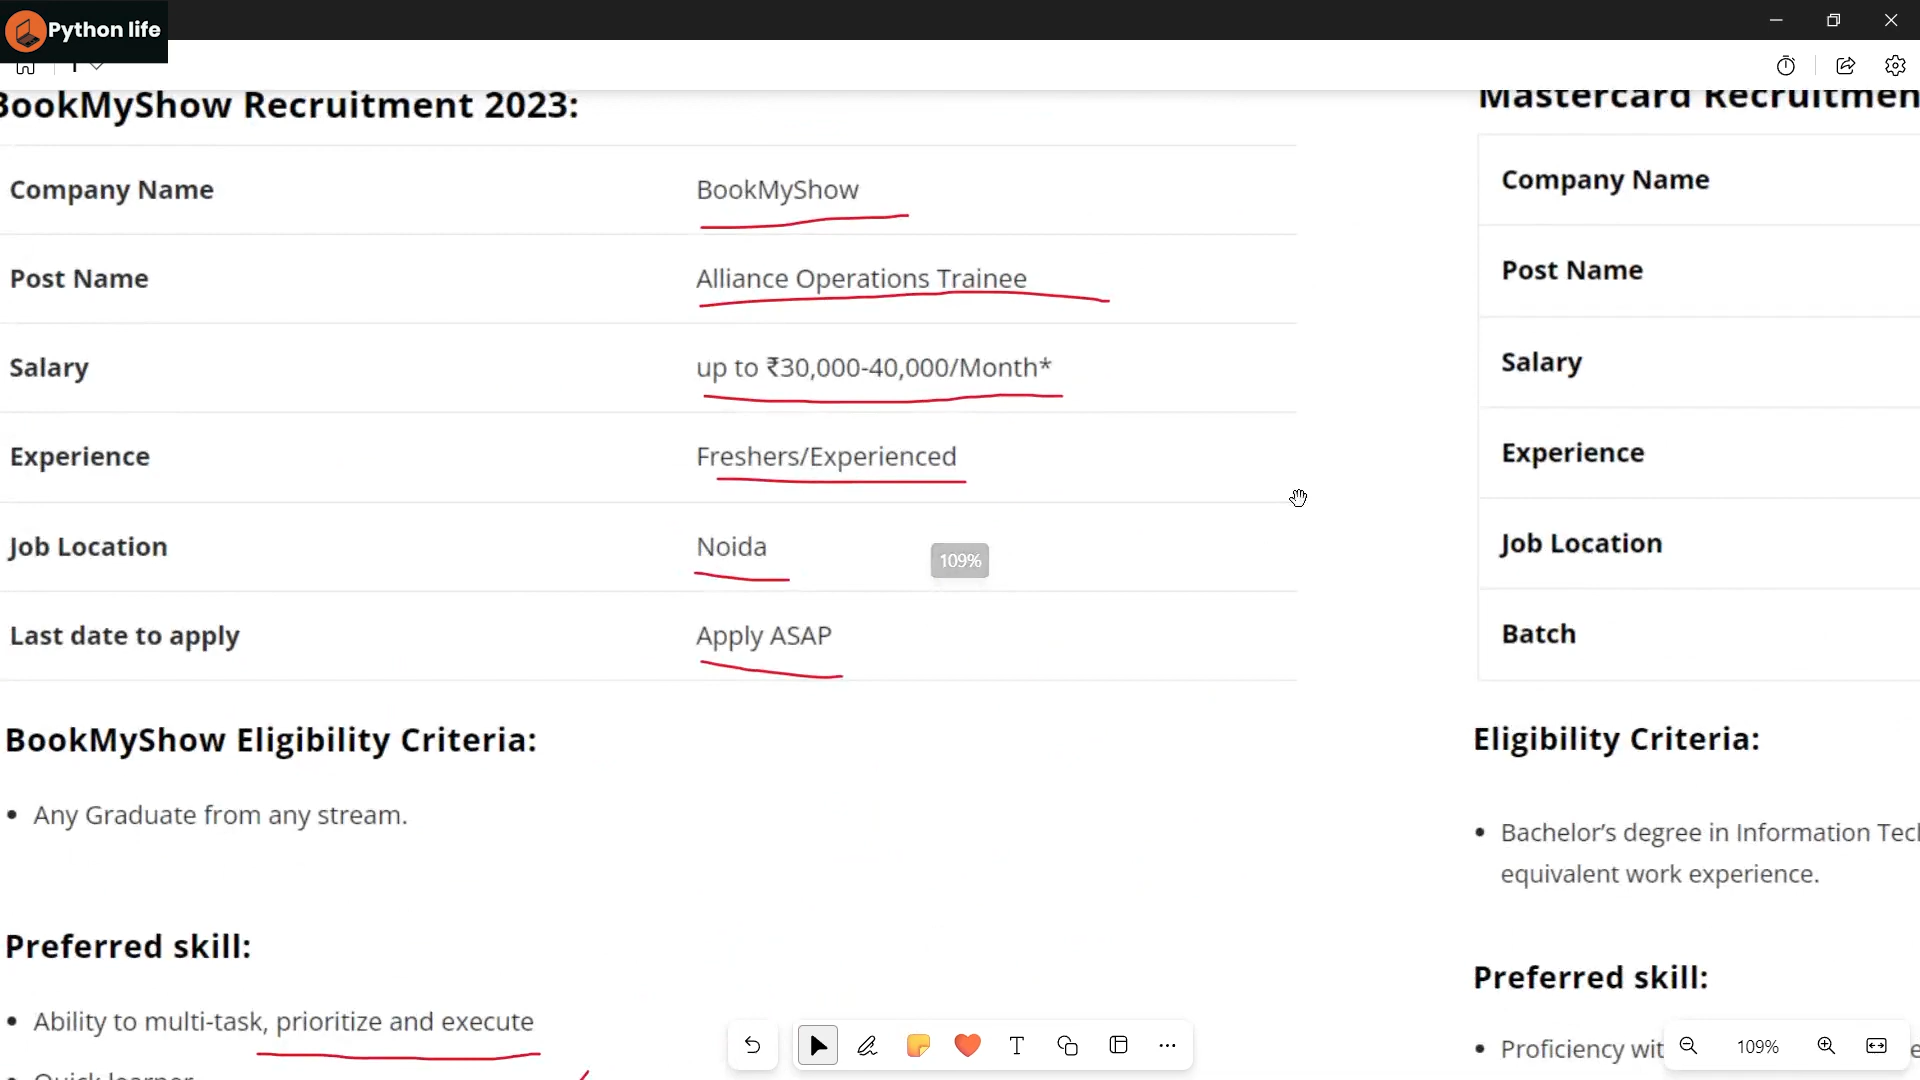 Python life
BookMyShow Recruitment 2023:
Company Name BookMyShow
Post Name Alliance Operations Trainee
Salary up to ₹30,000-40,000/Month*
Experience Freshers/Experienced
Job Location Noida
Last date to apply Apply ASAP
BookMyShow Eligibility Criteria:
• Any Graduate from any stream.
Preferred skill:
• Ability to multi-task, prioritize and execute
• Quick learner
Mastercard Recruitmen
Company Name
Post Name
Salary
Experience
Job Location
Batch
Eligibility Criteria:
• Bachelor's degree in Information Tecl
equivalent work experience.
Preferred skill:
• Proficiency wit
109%
109%